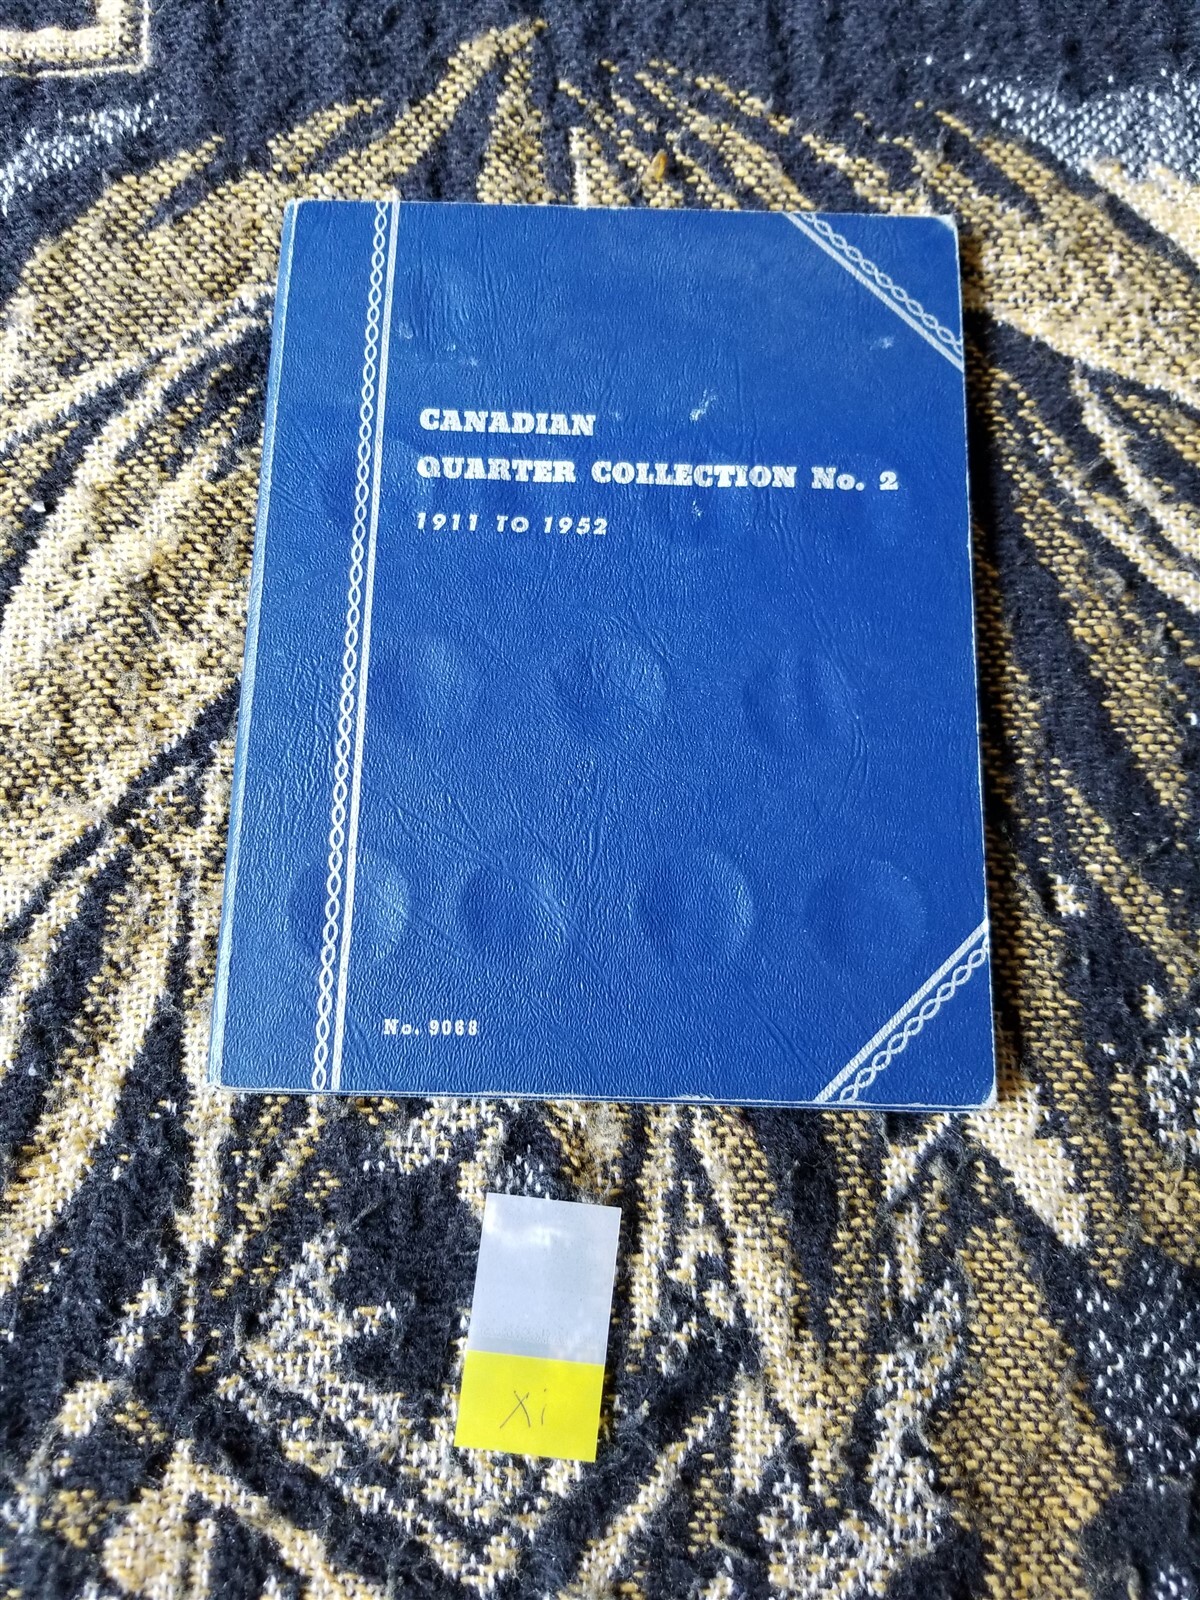 CANADIAN
QUARTER COLLECTION No. 2
1911 TO 1952
No. 9068
xi